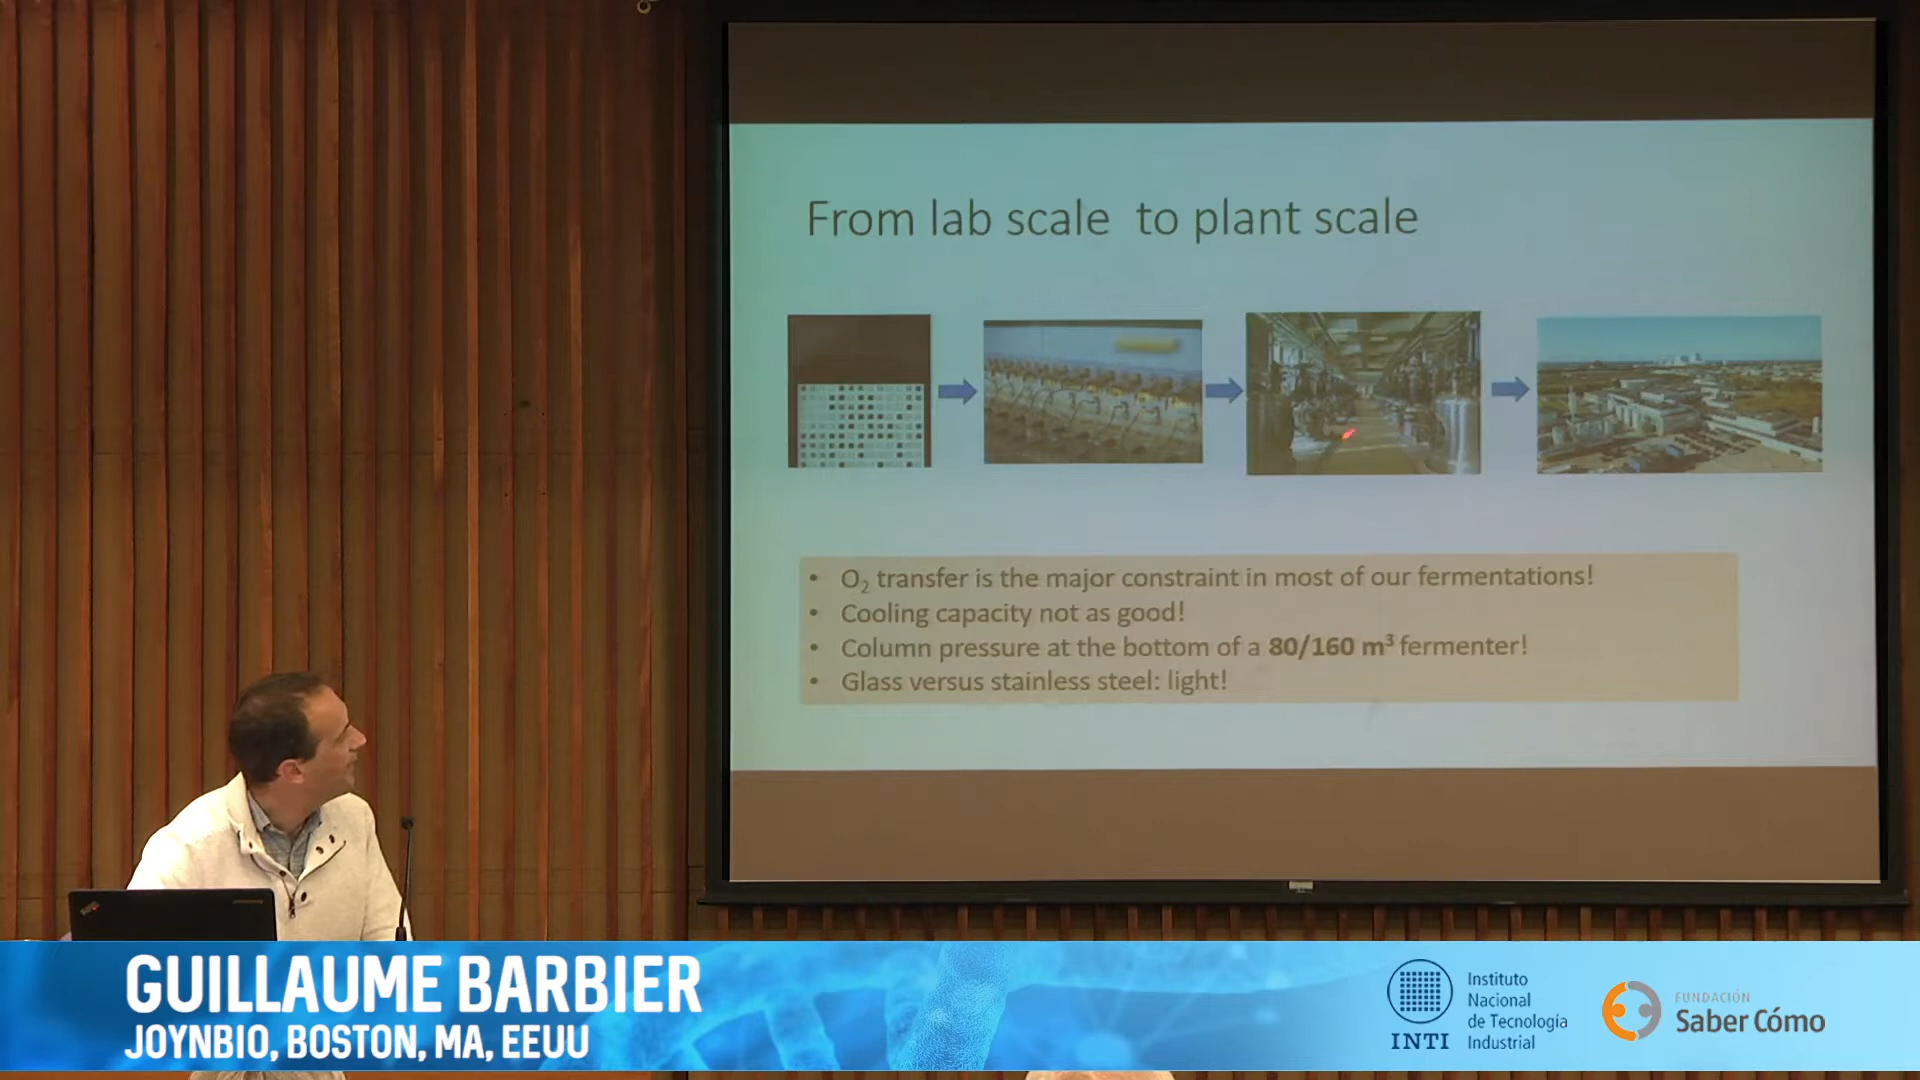 From lab scale to plant scale
• O₂ transfer is the major constraint in most of our fermentations!
• Cooling capacity not as good!
• Column pressure at the bottom of a 80/160 m³ fermenter!
• Glass versus stainless steel: light!
GUILLAUME BARBIER
JOYNBIO, BOSTON, MA, EEUU
INTI
Instituto
Nacional
de Tecnología
Industrial
FUNDACIÓN
Saber Cómo